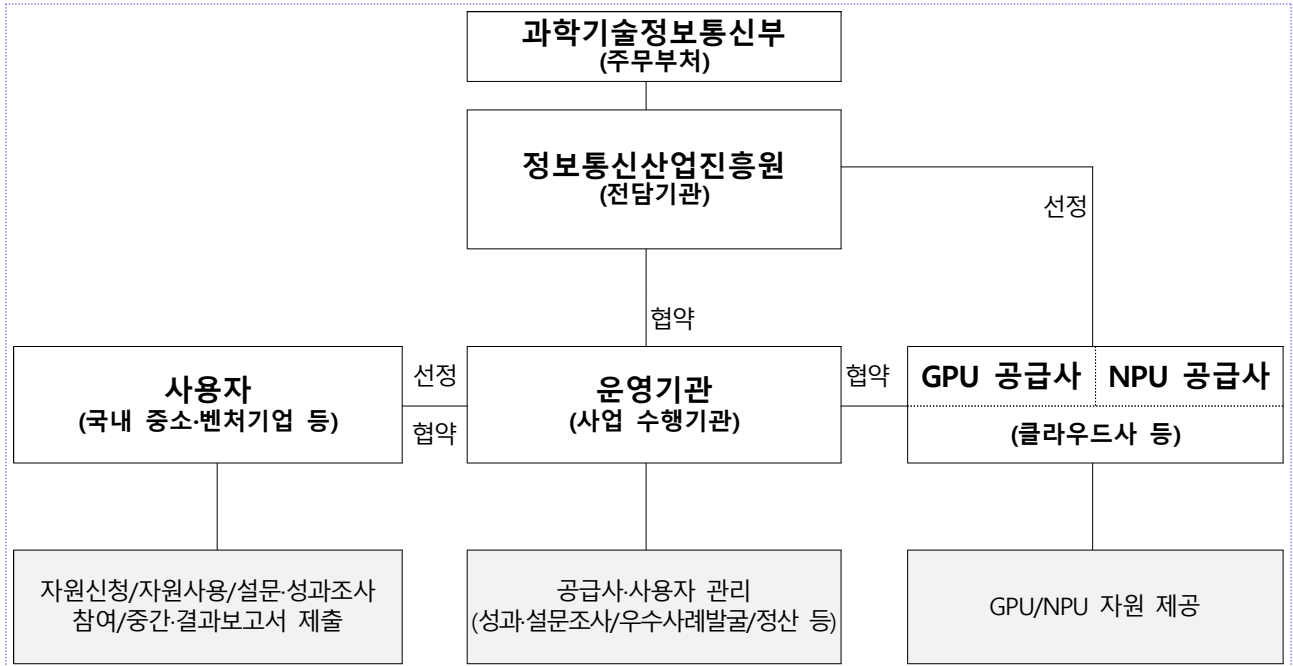 과학기술정보통신부
(주무부처)
정보통신산업진흥원
(전담기관)
선정
협약
사용자
(국내 중소·벤처기업 등)
선정
협약
운영기관
(사업 수행기관)
협약
GPU 공급사
NPU 공급사
(클라우드사 등)
자원신청/자원사용/설문·성과조사
참여/중간·결과보고서 제출
공급사·사용자 관리
(성과·설문조사/우수사례발굴/정산 등)
GPU/NPU 자원 제공